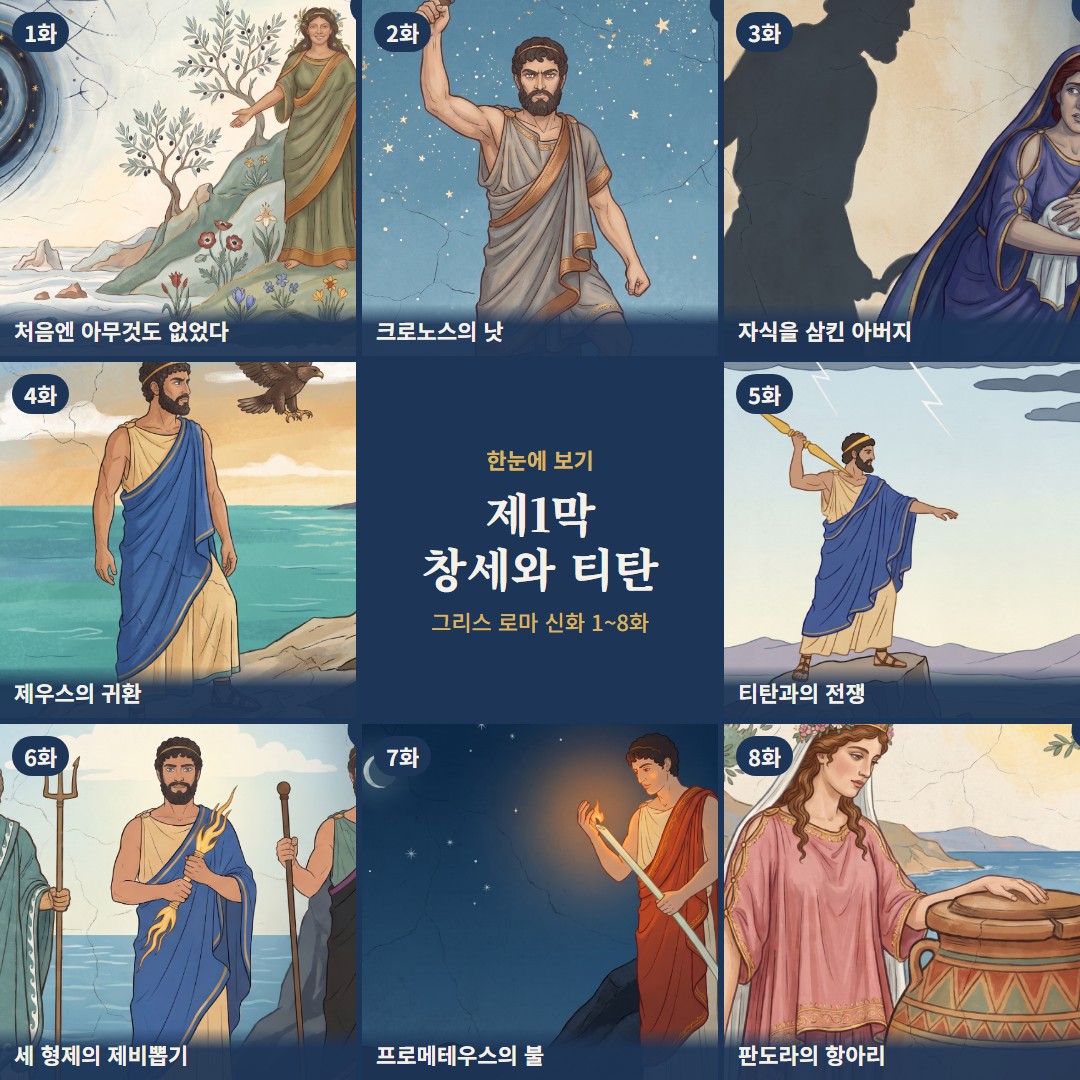 1화
처음엔 아무것도 없었다
2화
크로노스의 낫
3화
자식을 삼킨 아버지
4화
제우스의 귀환
한눈에 보기
제1막
창세와 티탄
그리스 로마 신화 1~8화
5화
티탄과의 전쟁
6화
세 형제의 제비뽑기
7화
프로메테우스의 불
8화
판도라의 항아리